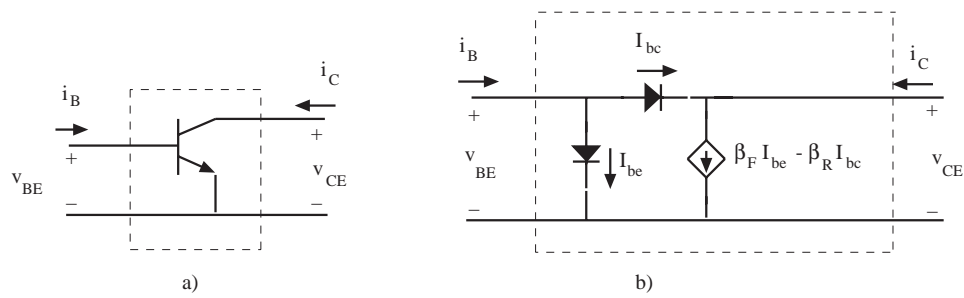 i_B
i_C
+
+
v_BE
v_CE
−
−
a)
I_bc
i_B
i_C
+
+
v_BE
I_be
β_F I_be - β_R I_bc
v_CE
−
−
b)